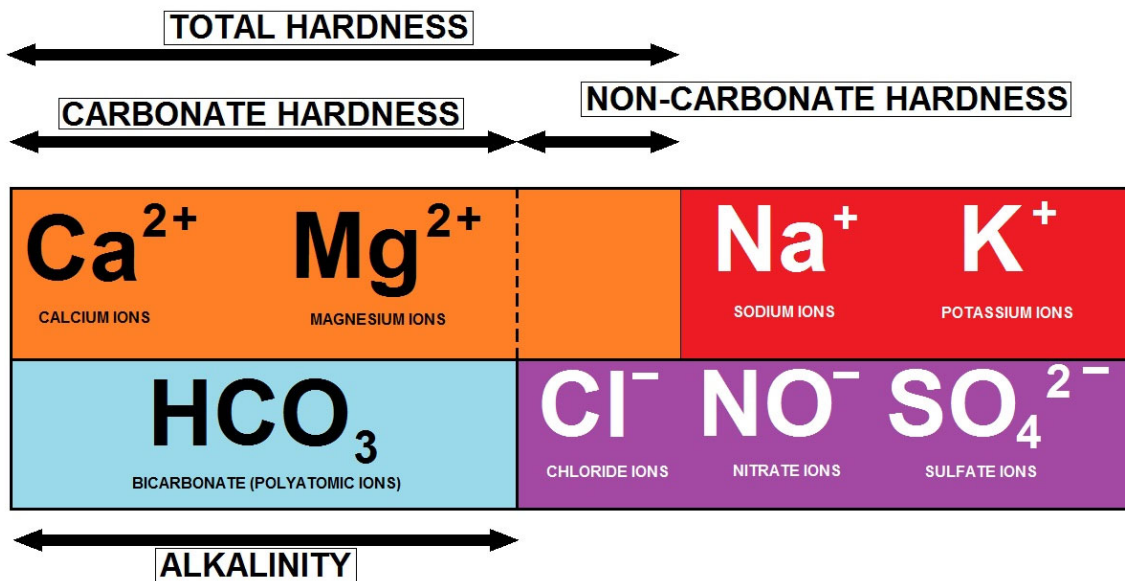 TOTAL HARDNESS
CARBONATE HARDNESS
NON-CARBONATE HARDNESS
Ca²⁺
Mg²⁺
Na⁺
K⁺
CALCIUM IONS
MAGNESIUM IONS
SODIUM IONS
POTASSIUM IONS
HCO₃
Cl⁻
NO⁻
SO₄²⁻
BICARBONATE (POLYATOMIC IONS)
CHLORIDE IONS
NITRATE IONS
SULFATE IONS
ALKALINITY